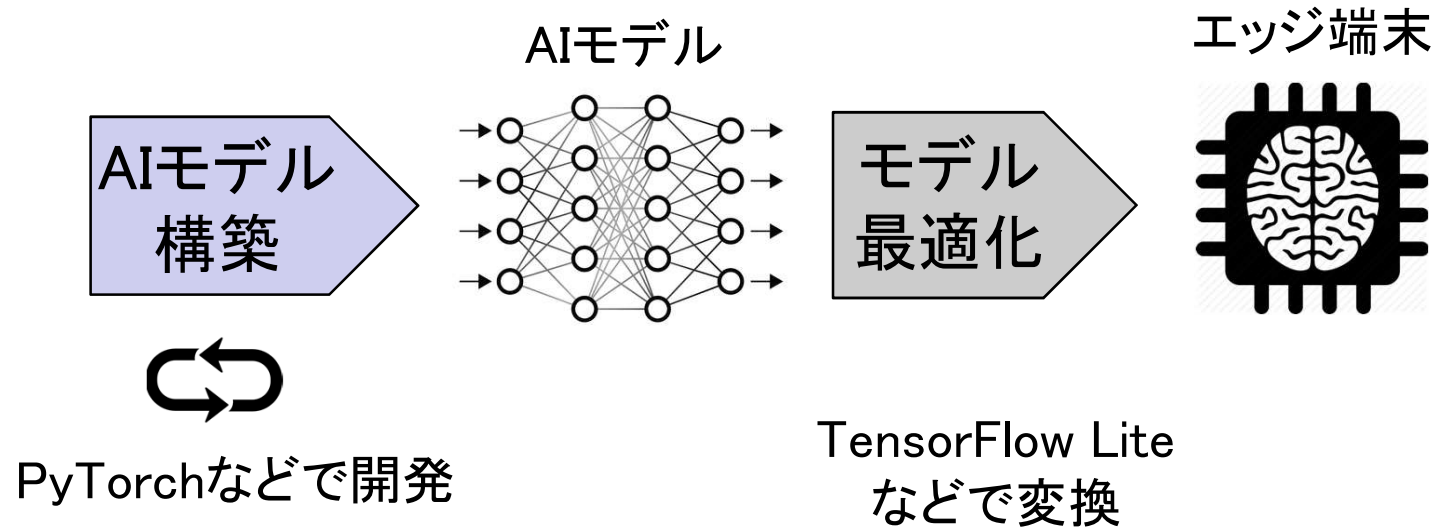 AIモデル
構築
PyTorchなどで開発
AIモデル
モデル
最適化
TensorFlow Lite
などで変換
エッジ端末